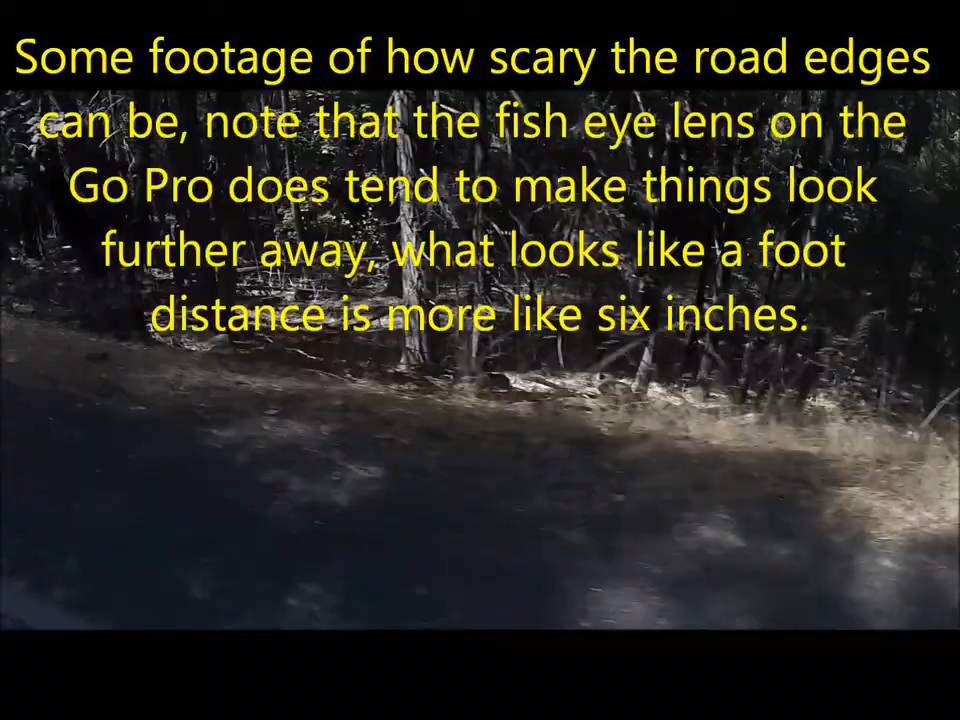 Some footage of how scary the road edges
can be, note that the fish eye lens on the
Go Pro does tend to make things look
further away, what looks like a foot
distance is more like six inches.